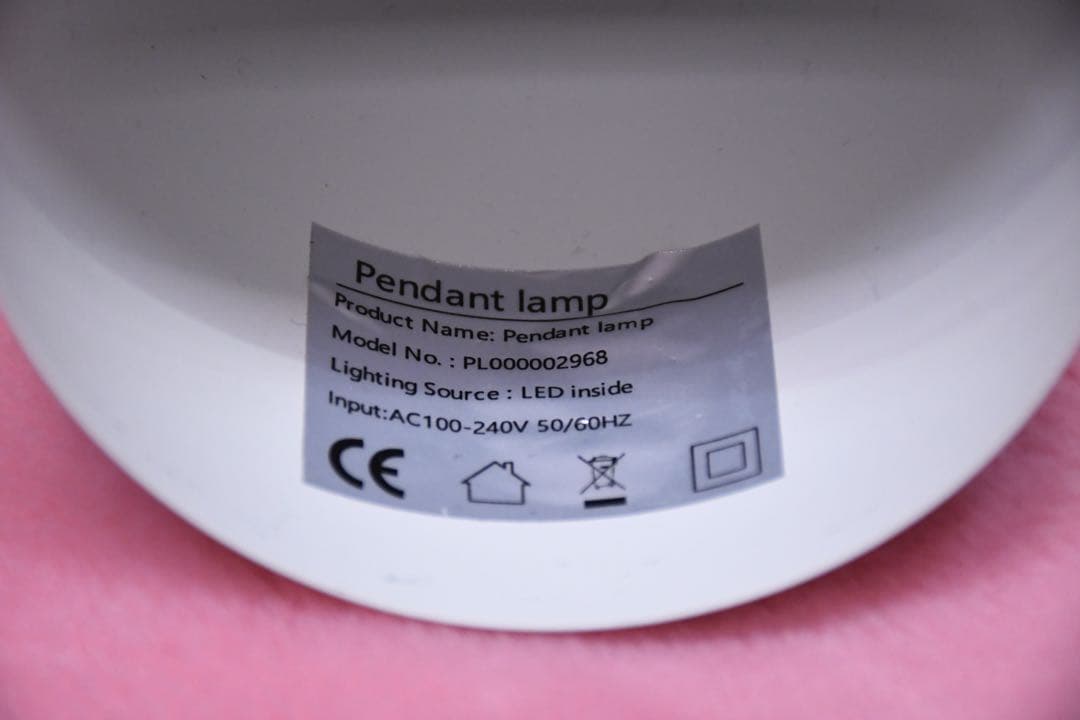 Pendant lamp
Product Name: Pendant lamp
Model No. : PL000002968
Lighting Source : LED inside
Input:AC100-240V 50/60HZ
CE